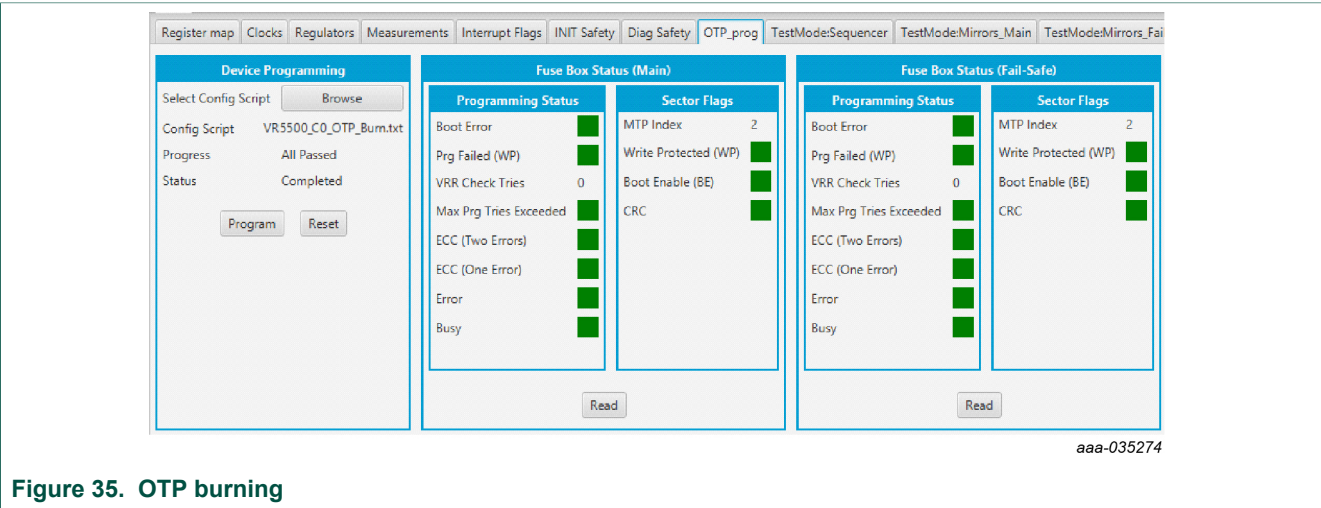 Register map Clocks Regulators Measurements Interrupt Flags INIT Safety Diag Safety OTP_prog TestMode:Sequencer TestMode:Mirrors_Main TestMode:Mirrors_Fai
Device Programming
Select Config Script Browse
Config Script VR5500_C0_OTP_Burn.txt
Progress All Passed
Status Completed
Program Reset
Fuse Box Status (Main)
Programming Status
Boot Error
Prg Failed (WP)
VRR Check Tries 0
Max Prg Tries Exceeded
ECC (Two Errors)
ECC (One Error)
Error
Busy
Sector Flags
MTP Index 2
Write Protected (WP)
Boot Enable (BE)
CRC
Read
Fuse Box Status (Fail-Safe)
Programming Status
Boot Error
Prg Failed (WP)
VRR Check Tries 0
Max Prg Tries Exceeded
ECC (Two Errors)
ECC (One Error)
Error
Busy
Sector Flags
MTP Index 2
Write Protected (WP)
Boot Enable (BE)
CRC
Read
aaa-035274
Figure 35. OTP burning